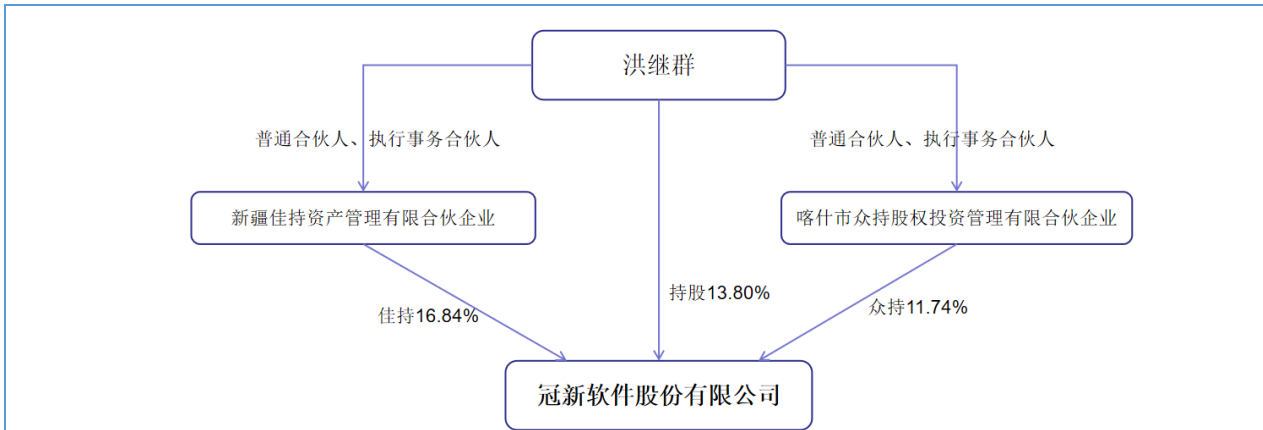 洪继群
普通合伙人、执行事务合伙人
普通合伙人、执行事务合伙人
新疆佳持资产管理有限合伙企业
喀什市众持股权投资管理有限合伙企业
佳持16.84%
持股13.80%
众持11.74%
冠新软件股份有限公司